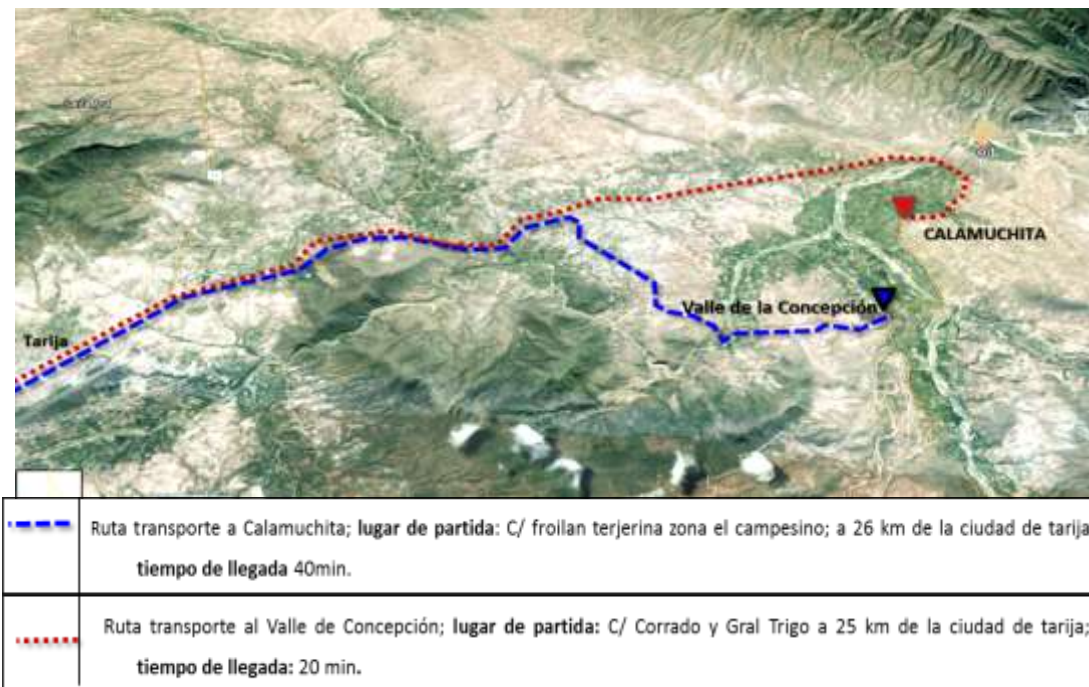 CALAMUCHITA
Valle de la Concepción
Tarija
Ruta transporte a Calamuchita; lugar de partida: C/ froilan terjerina zona el campesino; a 26 km de la ciudad de tarija
tiempo de llegada 40min.
Ruta transporte al Valle de Concepción; lugar de partida: C/ Corrado y Gral Trigo a 25 km de la ciudad de tarija;
tiempo de llegada: 20 min.